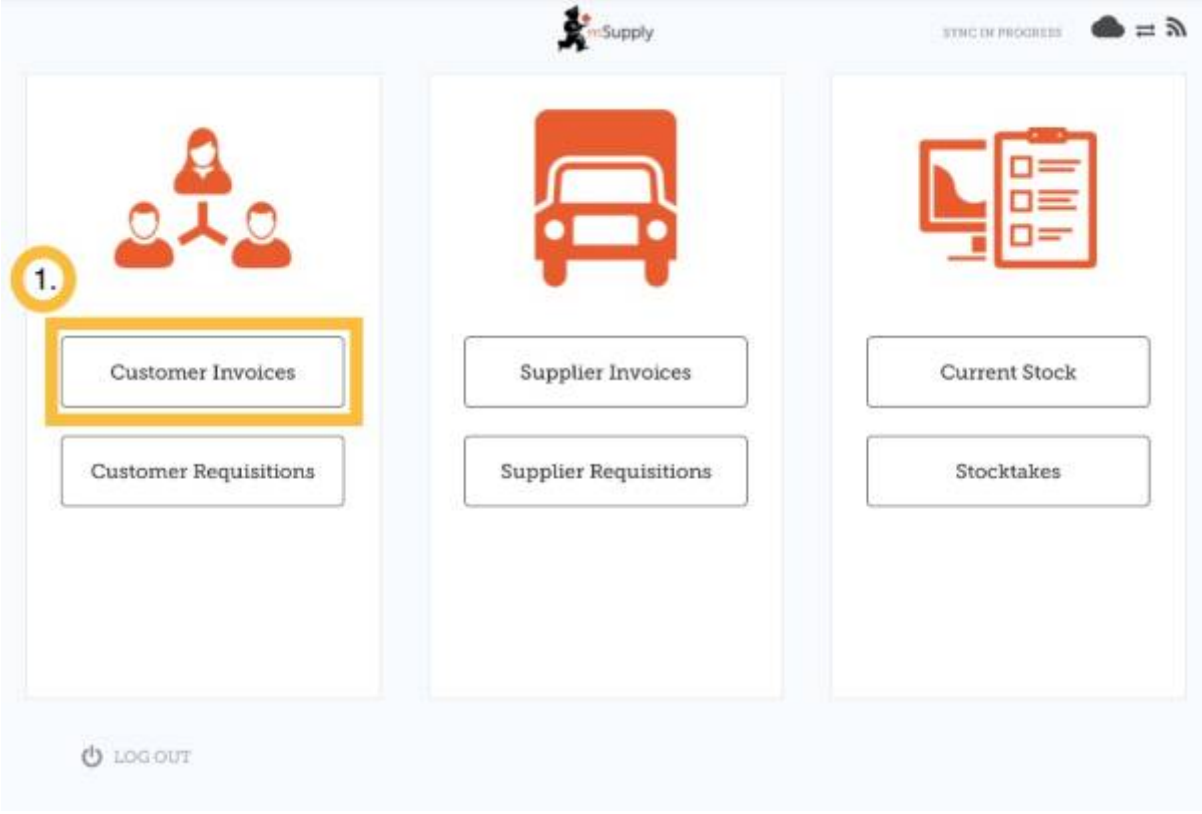 mSupply
SYNC IN PROGRESS
1.
Customer Invoices
Customer Requisitions
Supplier Invoices
Supplier Requisitions
Current Stock
Stocktakes
LOG OUT